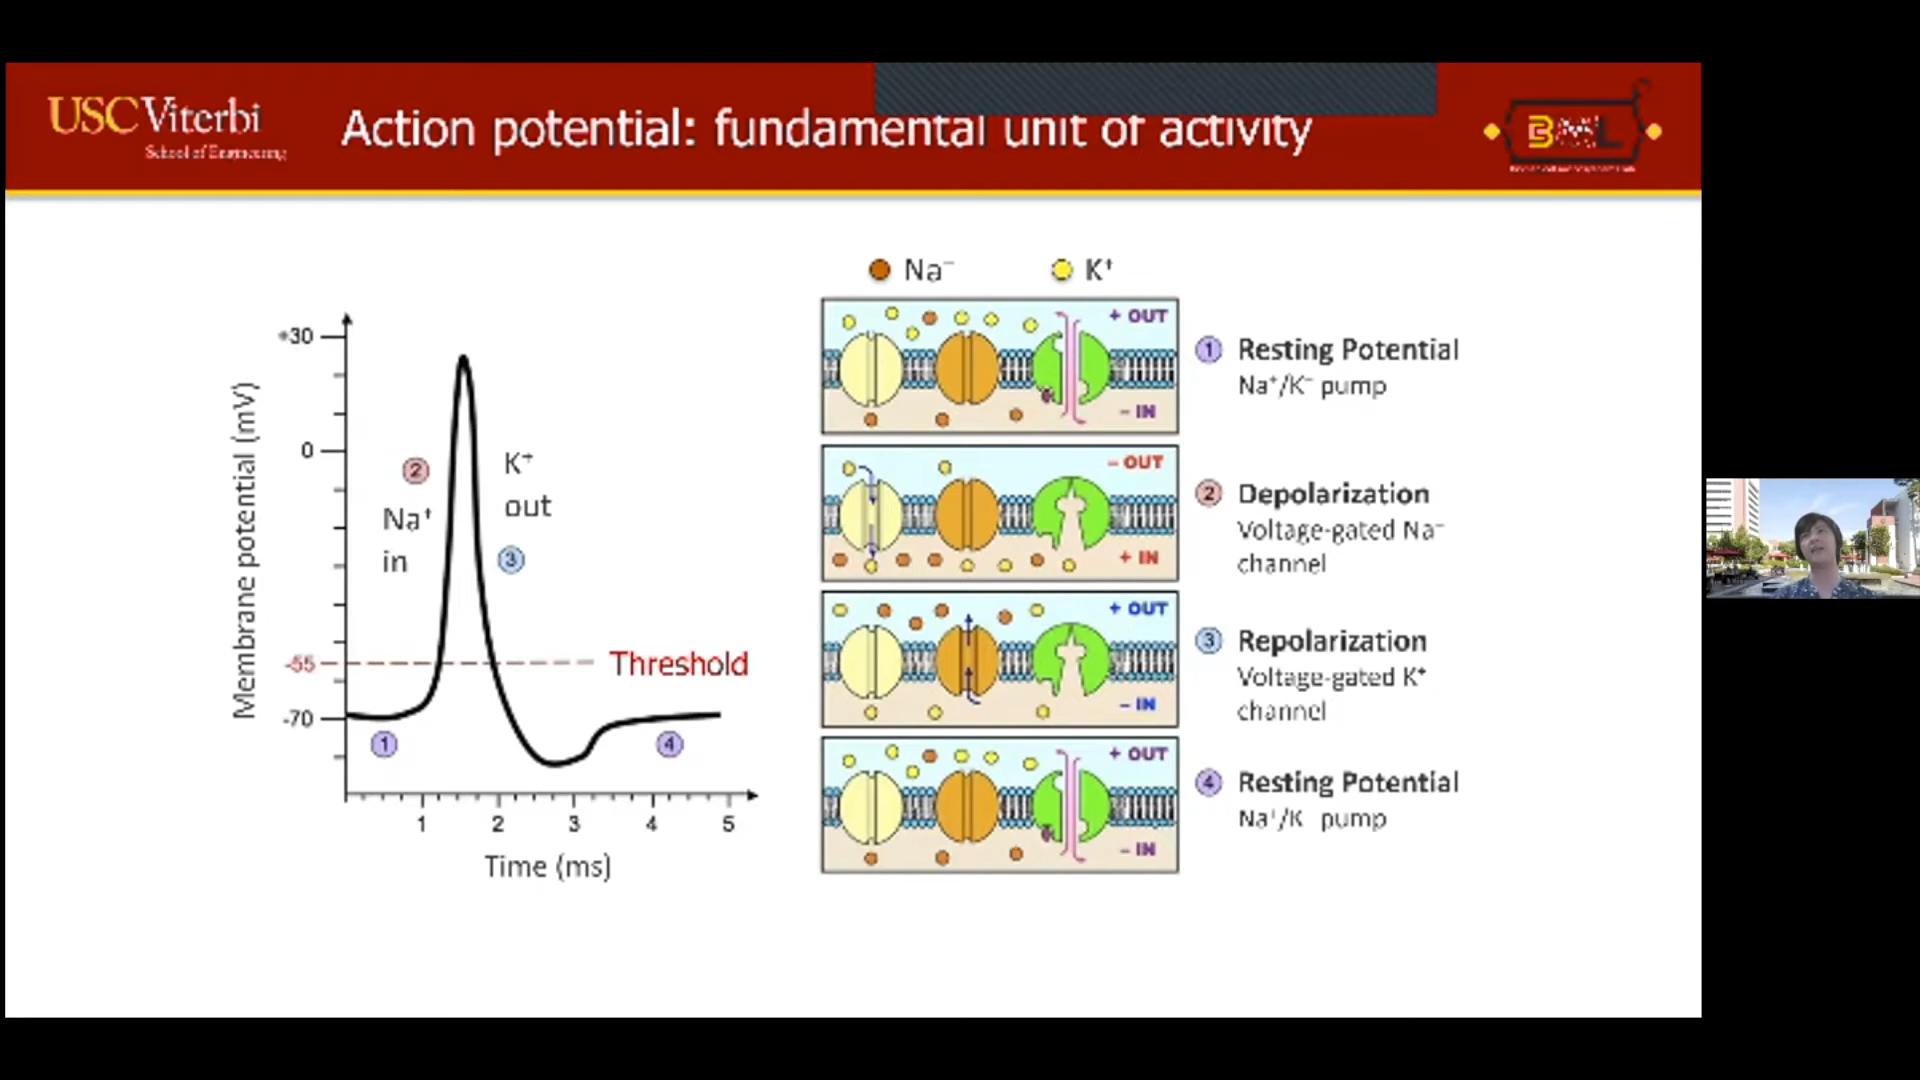 USC Viterbi
School of Engineering
Action potential: fundamental unit of activity
Na⁺ K⁺
Membrane potential (mV)
+30
0
-55
-70
2
Na⁺
in
K⁺
out
3
Threshold
1
4
1 2 3 4 5
Time (ms)
+ OUT
- IN
1 Resting Potential
Na⁺/K⁺ pump
- OUT
+ IN
2 Depolarization
Voltage-gated Na⁺
channel
+ OUT
- IN
3 Repolarization
Voltage-gated K⁺
channel
+ OUT
- IN
4 Resting Potential
Na⁺/K⁺ pump